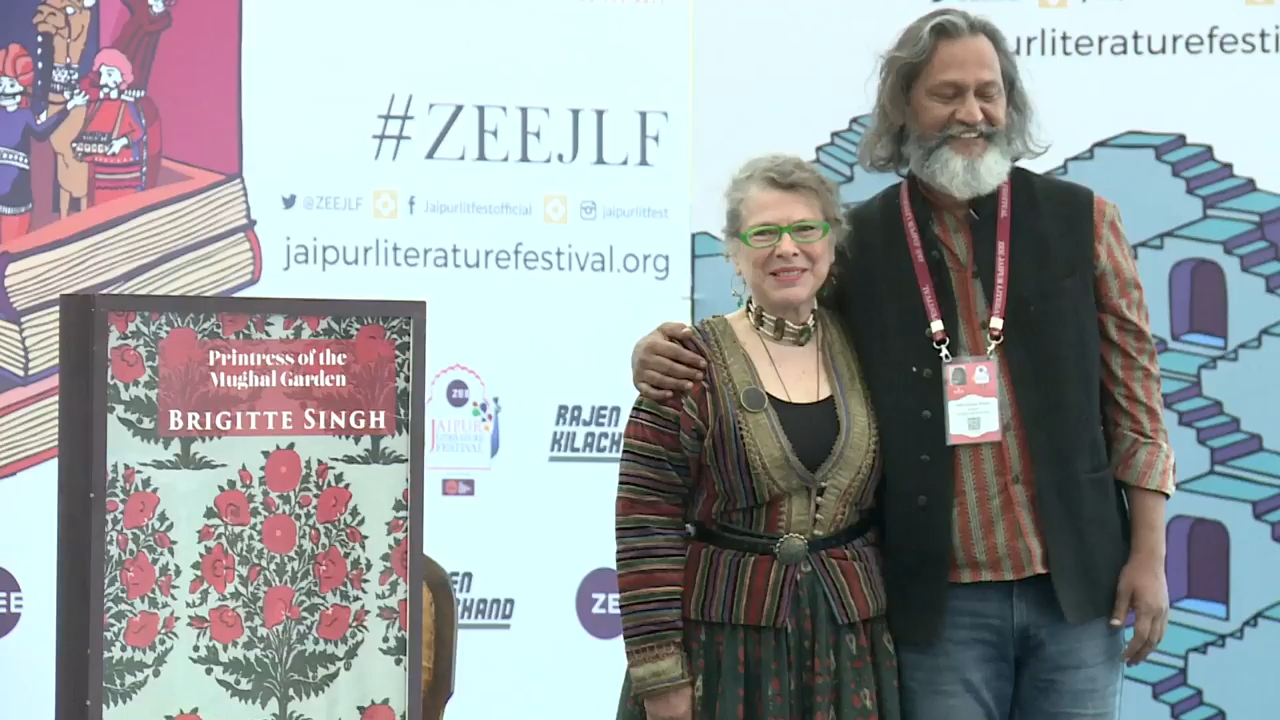 #ZEEJLF
@ZEEJLF
Jaipurlitfestofficial
jaipurlitfest
jaipurliteraturefestival.org
urliteraturefesti
Printress of the
Mughal Garden
BRIGITTE SINGH
ZEE
JAIPUR
LITERATURE
FESTIVAL
RAJEN
KILACH
EN
HAND
EE
ZE